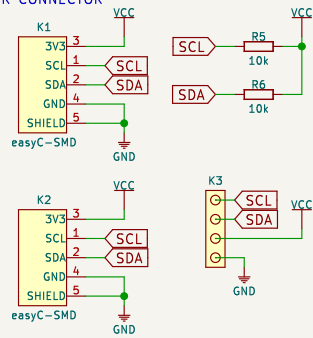 K CONNECTOR
K1
VCC
3V3 3
SCL 1 SCL
SDA 2 SDA
GND 4
SHIELD 5
easyC-SMD
GND
VCC
SCL R5
10k
SDA R6
10k
K2
VCC
3V3 3
SCL 1 SCL
SDA 2 SDA
GND 4
SHIELD 5
easyC-SMD
GND
K3
SCL
SDA
VCC
GND